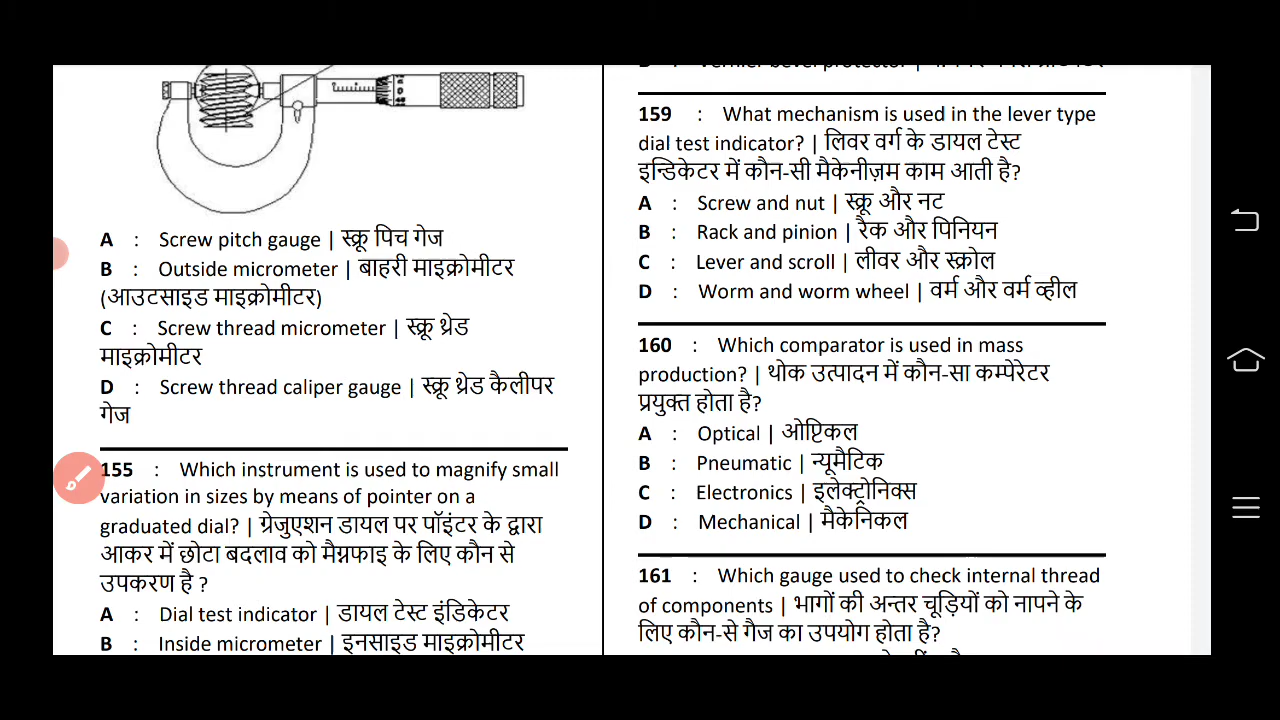 A : Screw pitch gauge | स्क्रू पिच गेज
B : Outside micrometer | बाहरी माइक्रोमीटर
(आउटसाइड माइक्रोमीटर)
C : Screw thread micrometer | स्क्रू थ्रेड
माइक्रोमीटर
D : Screw thread caliper gauge | स्क्रू थ्रेड कैलीपर
गेज
155 : Which instrument is used to magnify small
variation in sizes by means of pointer on a
graduated dial? | ग्रेजुएशन डायल पर पॉइंटर के द्वारा
आकर में छोटा बदलाव को मैग्नफाइ के लिए कौन से
उपकरण है ?
A : Dial test indicator | डायल टेस्ट इंडिकेटर
B : Inside micrometer | इनसाइड माइक्रोमीटर
159 : What mechanism is used in the lever type
dial test indicator? | लिवर वर्ग के डायल टेस्ट
इन्डिकेटर में कौन-सी मैकेनीज़म काम आती है?
A : Screw and nut | स्क्रू और नट
B : Rack and pinion | रैक और पिनियन
C : Lever and scroll | लीवर और स्क्रोल
D : Worm and worm wheel | वर्म और वर्म व्हील
160 : Which comparator is used in mass
production? | थोक उत्पादन में कौन-सा कम्पेरेटर
प्रयुक्त होता है?
A : Optical | ओप्टिकल
B : Pneumatic | न्यूमैटिक
C : Electronics | इलेक्ट्रोनिक्स
D : Mechanical | मैकेनिकल
161 : Which gauge used to check internal thread
of components | भागों की अन्तर चूड़ियों को नापने के
लिए कौन-से गैज का उपयोग होता है?